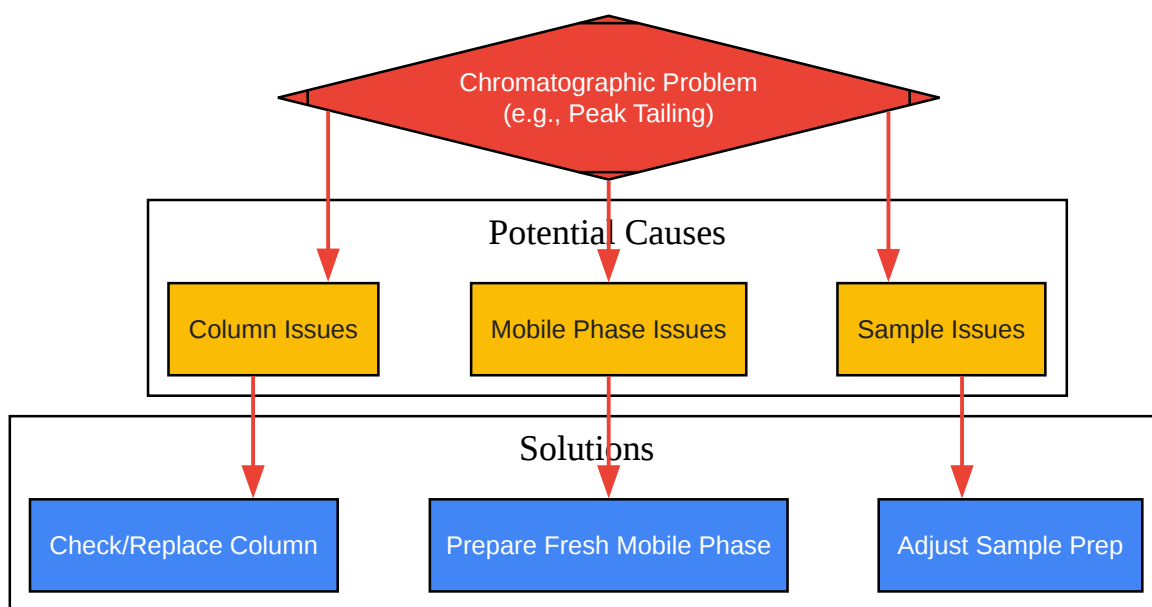 Chromatographic Problem
(e.g., Peak Tailing)
Potential Causes
Column Issues
Mobile Phase Issues
Sample Issues
Solutions
Check/Replace Column
Prepare Fresh Mobile Phase
Adjust Sample Prep